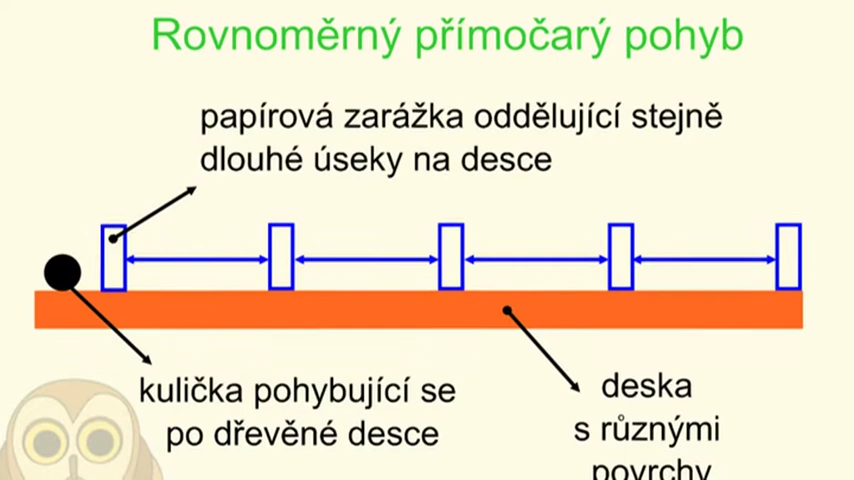 Rovnoměrný přímočarý pohyb
papírová zarážka oddělující stejně
dlouhé úseky na desce
kulička pohybující se
po dřevěné desce
deska
s různými
povrchy